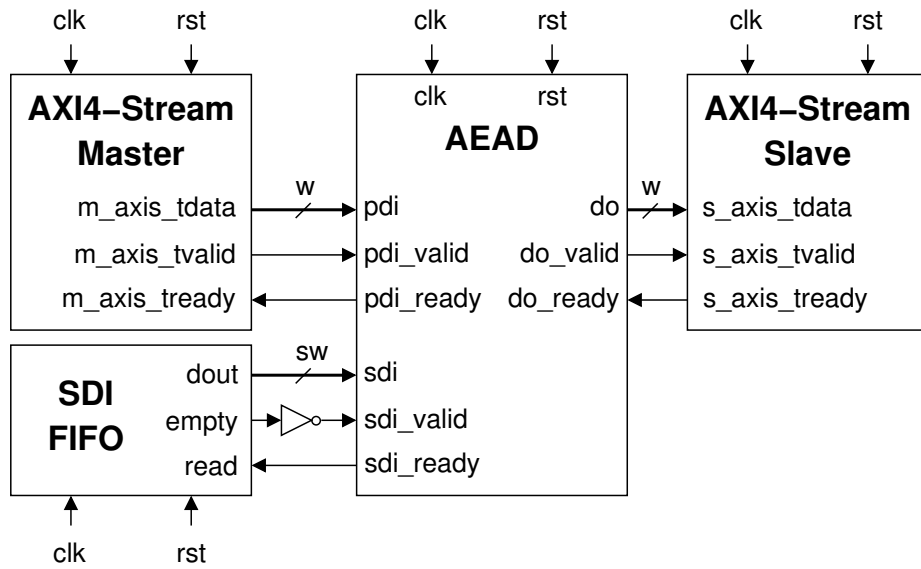 clk rst
clk rst
clk rst
AXI4-Stream
Master
m_axis_tdata
m_axis_tvalid
m_axis_tready
w
clk rst
AEAD
pdi
pdi_valid
pdi_ready
do
do_valid
do_ready
w
AXI4-Stream
Slave
s_axis_tdata
s_axis_tvalid
s_axis_tready
SDI
FIFO
dout
empty
read
sw
sdi
sdi_valid
sdi_ready
clk rst